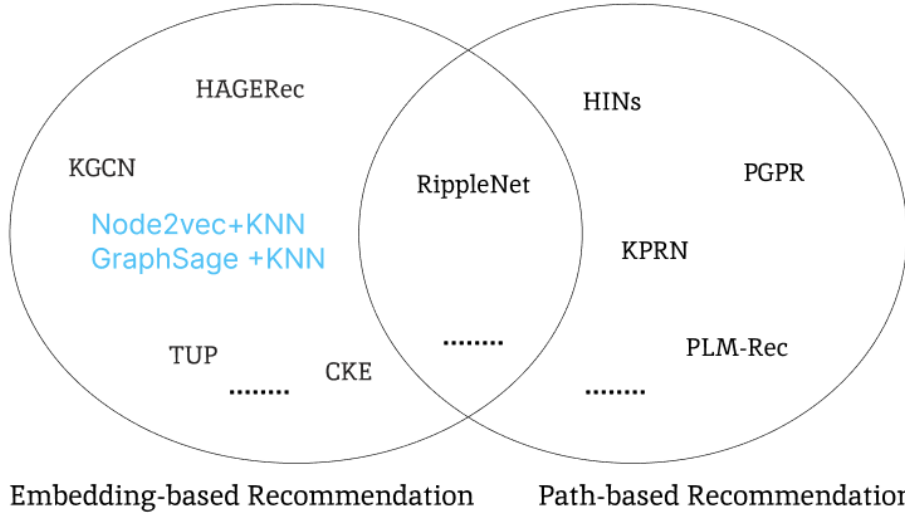 HAGERec
KGCN
Node2vec+KNN
GraphSage +KNN
TUP
CKE
........
RippleNet
........
HINs
PGPR
KPRN
PLM-Rec
........
Embedding-based Recommendation
Path-based Recommendation